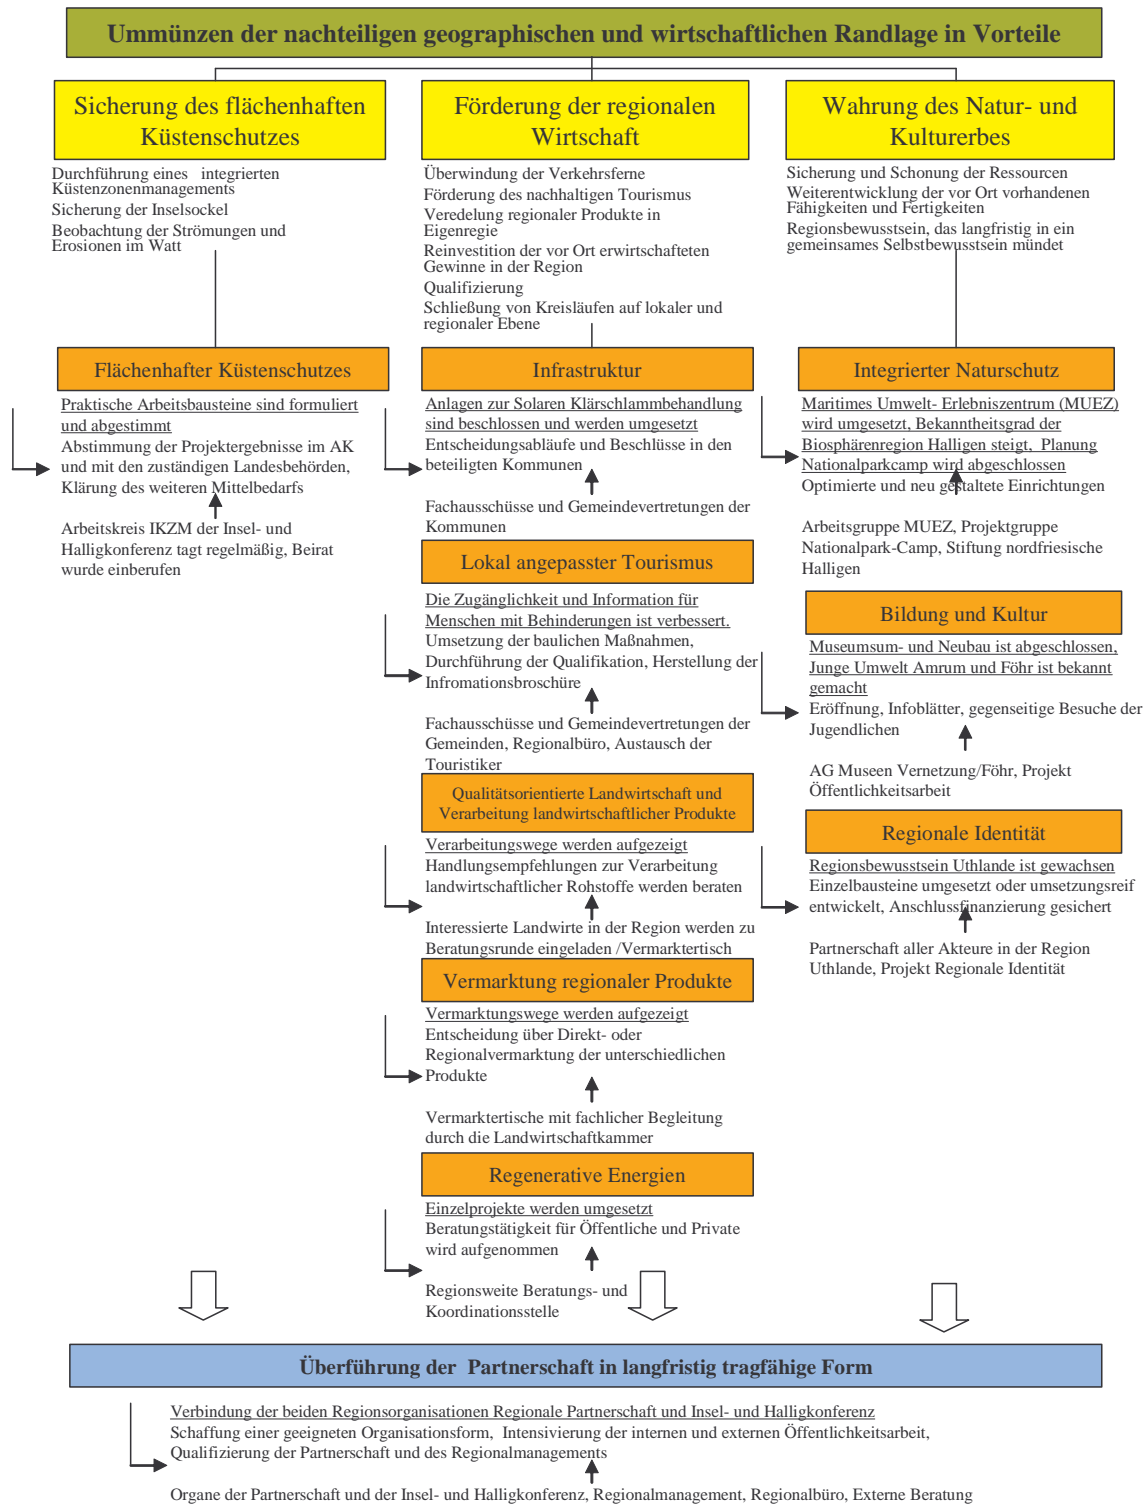 Ummünzen der nachteiligen geographischen und wirtschaftlichen Randlage in Vorteile
Sicherung des flächenhaften
Küstenschutzes
Durchführung eines integrierten
Küstenzonenmanagements
Sicherung der Inselsockel
Beobachtung der Strömungen und
Erosionen im Watt
Förderung der regionalen
Wirtschaft
Überwindung der Verkehrsferne
Förderung des nachhaltigen Tourismus
Veredelung regionaler Produkte in
Eigenregie
Reinvestition der vor Ort erwirtschafteten
Gewinne in der Region
Qualifizierung
Schließung von Kreisläufen auf lokaler und
regionaler Ebene
Wahrung des Natur- und
Kulturerbes
Sicherung und Schonung der Ressourcen
Weiterentwicklung der vor Ort vorhandenen
Fähigkeiten und Fertigkeiten
Regionsbewusstsein, das langfristig in ein
gemeinsames Selbstbewusstsein mündet
Flächenhafter Küstenschutzes
Praktische Arbeitsbausteine sind formuliert
und abgestimmt
Abstimmung der Projektergebnisse im AK
und mit den zuständigen Landesbehörden,
Klärung des weiteren Mittelbedarfs
Arbeitskreis IKZM der Insel- und
Halligkonferenz tagt regelmäßig, Beirat
wurde einberufen
Infrastruktur
Anlagen zur Solaren Klärschlammbehandlung
sind beschlossen und werden umgesetzt
Entscheidungsabläufe und Beschlüsse in den
beteiligten Kommunen
Fachausschüsse und Gemeindevertretungen der
Kommunen
Lokal angepasster Tourismus
Die Zugänglichkeit und Information für
Menschen mit Behinderungen ist verbessert.
Umsetzung der baulichen Maßnahmen,
Durchführung der Qualifikation, Herstellung der
Infromationsbroschüre
Fachausschüsse und Gemeindevertretungen der
Gemeinden, Regionalbüro, Austausch der
Touristiker
Qualitätsorientierte Landwirtschaft und
Verarbeitung landwirtschaftlicher Produkte
Verarbeitungswege werden aufgezeigt
Handlungsempfehlungen zur Verarbeitung
landwirtschaftlicher Rohstoffe werden beraten
Interessierte Landwirte in der Region werden zu
Beratungsrunde eingeladen /Vermarktertisch
Vermarktung regionaler Produkte
Vermarktungswege werden aufgezeigt
Entscheidung über Direkt- oder
Regionalvermarktung der unterschiedlichen
Produkte
Vermarktertische mit fachlicher Begleitung
durch die Landwirtschaftkammer
Regenerative Energien
Einzelprojekte werden umgesetzt
Beratungstätigkeit für Öffentliche und Private
wird aufgenommen
Regionsweite Beratungs- und
Koordinationsstelle
Integrierter Naturschutz
Maritimes Umwelt- Erlebniszentrum (MUEZ)
wird umgesetzt, Bekanntheitsgrad der
Biosphärenregion Halligen steigt, Planung
Nationalparkcamp wird abgeschlossen
Optimierte und neu gestaltete Einrichtungen
Arbeitsgruppe MUEZ, Projektgruppe
Nationalpark-Camp, Stiftung nordfriesische
Halligen
Bildung und Kultur
Museumsum- und Neubau ist abgeschlossen,
Junge Umwelt Amrum und Föhr ist bekannt
gemacht
Eröffnung, Infoblätter, gegenseitige Besuche der
Jugendlichen
AG Museen Vernetzung/Föhr, Projekt
Öffentlichkeitsarbeit
Regionale Identität
Regionsbewusstsein Uthlande ist gewachsen
Einzelbausteine umgesetzt oder umsetzungsreif
entwickelt, Anschlussfinanzierung gesichert
Partnerschaft aller Akteure in der Region
Uthlande, Projekt Regionale Identität
Überführung der Partnerschaft in langfristig tragfähige Form
Verbindung der beiden Regionsorganisationen Regionale Partnerschaft und Insel- und Halligkonferenz
Schaffung einer geeigneten Organisationsform, Intensivierung der internen und externen Öffentlichkeitsarbeit,
Qualifizierung der Partnerschaft und des Regionalmanagements
Organe der Partnerschaft und der Insel- und Halligkonferenz, Regionalmanagement, Regionalbüro, Externe Beratung